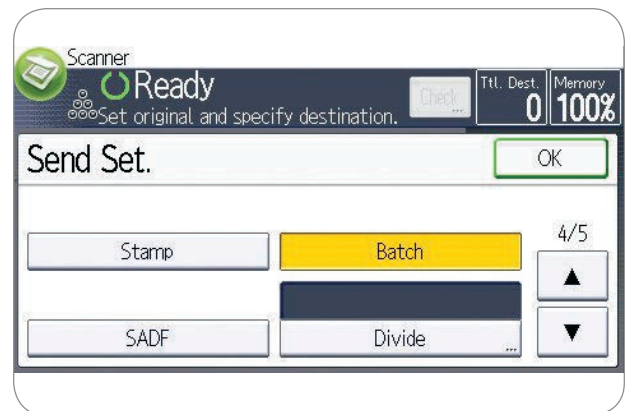 Scanner
Ready
Set original and specify destination.
Check
...
Ttl. Dest.
0
Memory
100%
Send Set.
OK
Stamp
Batch
4/5
▲
SADF
Divide
...
▼